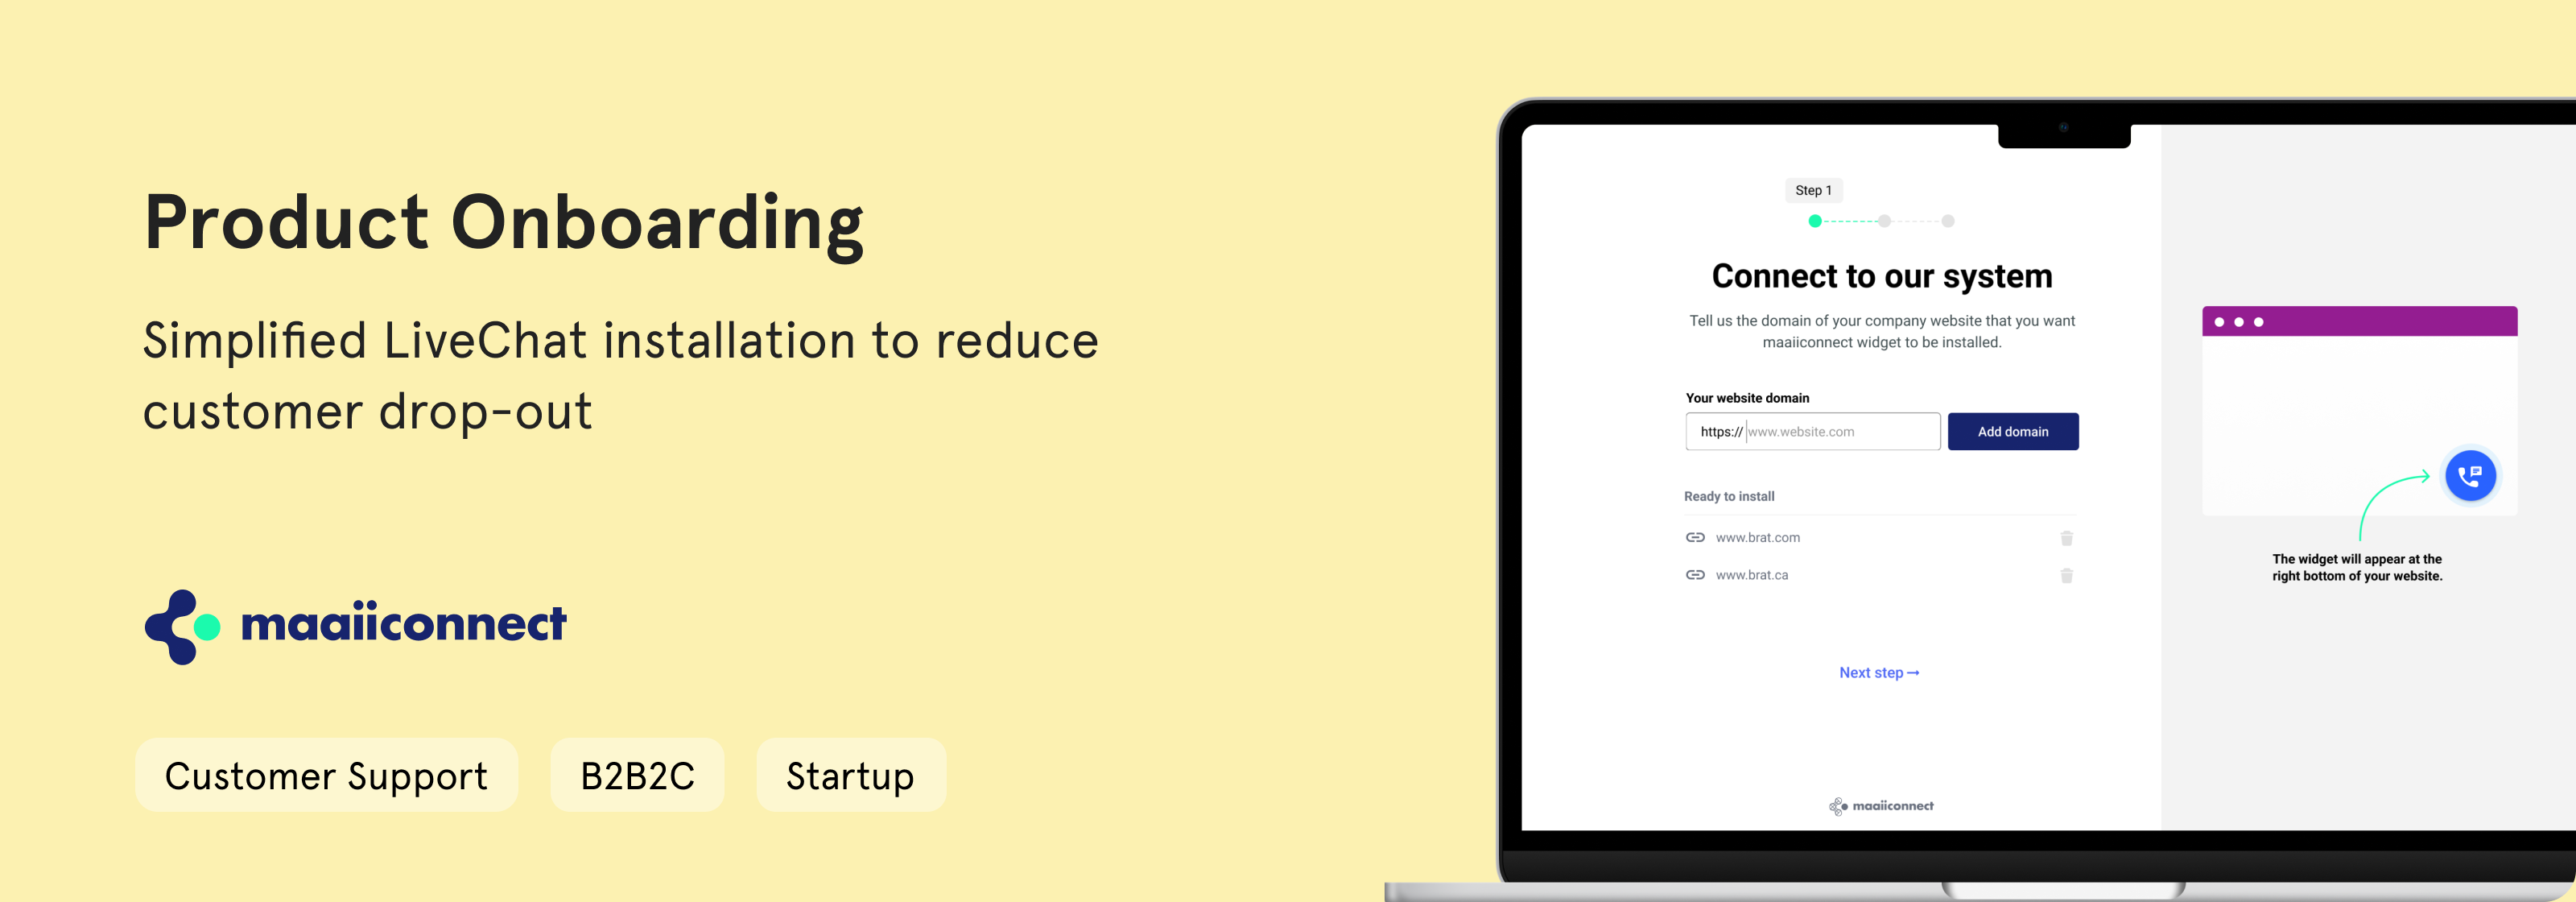 Product Onboarding
Simplified LiveChat installation to reduce
customer drop-out
maaiiconnect
Customer Support
B2B2C
Startup
Step 1
Connect to our system
Tell us the domain of your company website that you want
maaiiconnect widget to be installed.
Your website domain
https:// www.website.com
Add domain
Ready to install
www.brat.com
www.brat.ca
Next step →
maaiiconnect
The widget will appear at the
right bottom of your website.